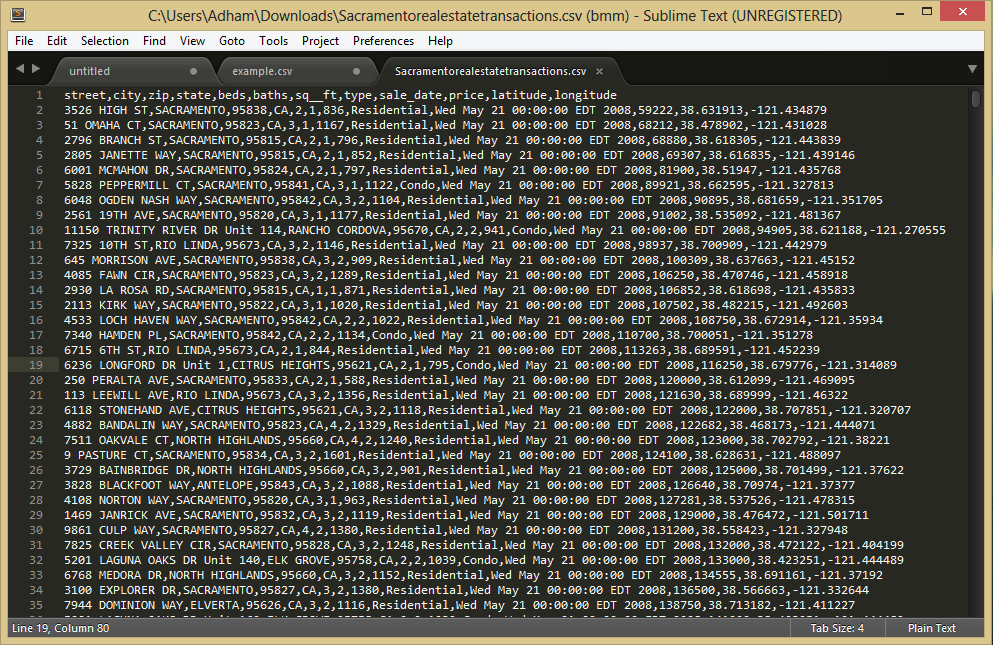 C:\Users\Adham\Downloads\Sacramentorealestatetransactions.csv (bmm) - Sublime Text (UNREGISTERED)
File Edit Selection Find View Goto Tools Project Preferences Help
untitled example.csv Sacramentorealestatetransactions.csv
1 street,city,zip,state,beds,baths,sq__ft,type,sale_date,price,latitude,longitude
2 3526 HIGH ST,SACRAMENTO,95838,CA,2,1,836,Residential,Wed May 21 00:00:00 EDT 2008,59222,38.631913,-121.434879
3 51 OMAHA CT,SACRAMENTO,95823,CA,3,1,1167,Residential,Wed May 21 00:00:00 EDT 2008,68212,38.478902,-121.431028
4 2796 BRANCH ST,SACRAMENTO,95815,CA,2,1,796,Residential,Wed May 21 00:00:00 EDT 2008,68880,38.618305,-121.443839
5 2805 JANETTE WAY,SACRAMENTO,95815,CA,2,1,852,Residential,Wed May 21 00:00:00 EDT 2008,69307,38.616835,-121.439146
6 6001 MCMAHON DR,SACRAMENTO,95824,CA,2,1,797,Residential,Wed May 21 00:00:00 EDT 2008,81900,38.51947,-121.435768
7 5828 PEPPERMILL CT,SACRAMENTO,95841,CA,3,1,1122,Condo,Wed May 21 00:00:00 EDT 2008,89921,38.662595,-121.327813
8 6048 OGDEN NASH WAY,SACRAMENTO,95842,CA,3,2,1104,Residential,Wed May 21 00:00:00 EDT 2008,90895,38.681659,-121.351705
9 2561 19TH AVE,SACRAMENTO,95820,CA,3,1,1177,Residential,Wed May 21 00:00:00 EDT 2008,91002,38.535092,-121.481367
10 11150 TRINITY RIVER DR Unit 114,RANCHO CORDOVA,95670,CA,2,2,941,Condo,Wed May 21 00:00:00 EDT 2008,94905,38.621188,-121.270555
11 7325 10TH ST,RIO LINDA,95673,CA,3,2,1146,Residential,Wed May 21 00:00:00 EDT 2008,98937,38.700909,-121.442979
12 645 MORRISON AVE,SACRAMENTO,95838,CA,3,2,909,Residential,Wed May 21 00:00:00 EDT 2008,100309,38.637663,-121.45152
13 4085 FAWN CIR,SACRAMENTO,95823,CA,3,2,1289,Residential,Wed May 21 00:00:00 EDT 2008,106250,38.470746,-121.458918
14 2930 LA ROSA RD,SACRAMENTO,95815,CA,1,1,871,Residential,Wed May 21 00:00:00 EDT 2008,106852,38.618698,-121.435833
15 2113 KIRK WAY,SACRAMENTO,95822,CA,3,1,1020,Residential,Wed May 21 00:00:00 EDT 2008,107502,38.482215,-121.492603
16 4533 LOCH HAVEN WAY,SACRAMENTO,95842,CA,2,2,1022,Residential,Wed May 21 00:00:00 EDT 2008,108750,38.672914,-121.35934
17 7340 HAMDEN PL,SACRAMENTO,95842,CA,2,2,1134,Condo,Wed May 21 00:00:00 EDT 2008,110700,38.700051,-121.351278
18 6715 6TH ST,RIO LINDA,95673,CA,2,1,844,Residential,Wed May 21 00:00:00 EDT 2008,113263,38.689591,-121.452239
19 6236 LONGFORD DR Unit 1,CITRUS HEIGHTS,95621,CA,2,1,795,Condo,Wed May 21 00:00:00 EDT 2008,116250,38.679776,-121.314089
20 250 PERALTA AVE,SACRAMENTO,95833,CA,2,1,588,Residential,Wed May 21 00:00:00 EDT 2008,120000,38.612099,-121.469095
21 113 LEEWILL AVE,RIO LINDA,95673,CA,3,2,1356,Residential,Wed May 21 00:00:00 EDT 2008,121630,38.689999,-121.46322
22 6118 STONEHAND AVE,CITRUS HEIGHTS,95621,CA,3,2,1118,Residential,Wed May 21 00:00:00 EDT 2008,122000,38.707851,-121.320707
23 4882 BANDALIN WAY,SACRAMENTO,95823,CA,4,2,1329,Residential,Wed May 21 00:00:00 EDT 2008,122682,38.468173,-121.444071
24 7511 OAKVALE CT,NORTH HIGHLANDS,95660,CA,4,2,1240,Residential,Wed May 21 00:00:00 EDT 2008,123000,38.702792,-121.38221
25 9 PASTURE CT,SACRAMENTO,95834,CA,3,2,1601,Residential,Wed May 21 00:00:00 EDT 2008,124100,38.628631,-121.488097
26 3729 BAINBRIDGE DR,NORTH HIGHLANDS,95660,CA,3,2,901,Residential,Wed May 21 00:00:00 EDT 2008,125000,38.701499,-121.37622
27 3828 BLACKFOOT WAY,ANTELOPE,95843,CA,3,2,1088,Residential,Wed May 21 00:00:00 EDT 2008,126640,38.70974,-121.37377
28 4108 NORTON WAY,SACRAMENTO,95820,CA,3,1,963,Residential,Wed May 21 00:00:00 EDT 2008,127281,38.537526,-121.478315
29 1469 JANRICK AVE,SACRAMENTO,95832,CA,3,2,1119,Residential,Wed May 21 00:00:00 EDT 2008,129000,38.476472,-121.501711
30 9861 CULP WAY,SACRAMENTO,95827,CA,4,2,1380,Residential,Wed May 21 00:00:00 EDT 2008,131200,38.558423,-121.327948
31 7825 CREEK VALLEY CIR,SACRAMENTO,95828,CA,3,2,1248,Residential,Wed May 21 00:00:00 EDT 2008,132000,38.472122,-121.404199
32 5201 LAGUNA OAKS DR Unit 140,ELK GROVE,95758,CA,2,2,1039,Condo,Wed May 21 00:00:00 EDT 2008,133000,38.423251,-121.444489
33 6768 MEDORA DR,NORTH HIGHLANDS,95660,CA,3,2,1152,Residential,Wed May 21 00:00:00 EDT 2008,134555,38.691161,-121.37192
34 3100 EXPLORER DR,SACRAMENTO,95827,CA,3,2,1380,Residential,Wed May 21 00:00:00 EDT 2008,136500,38.566663,-121.332644
35 7944 DOMINION WAY,ELVERTA,95626,CA,3,2,1116,Residential,Wed May 21 00:00:00 EDT 2008,138750,38.713182,-121.411227
Line 19, Column 80 Tab Size: 4 Plain Text